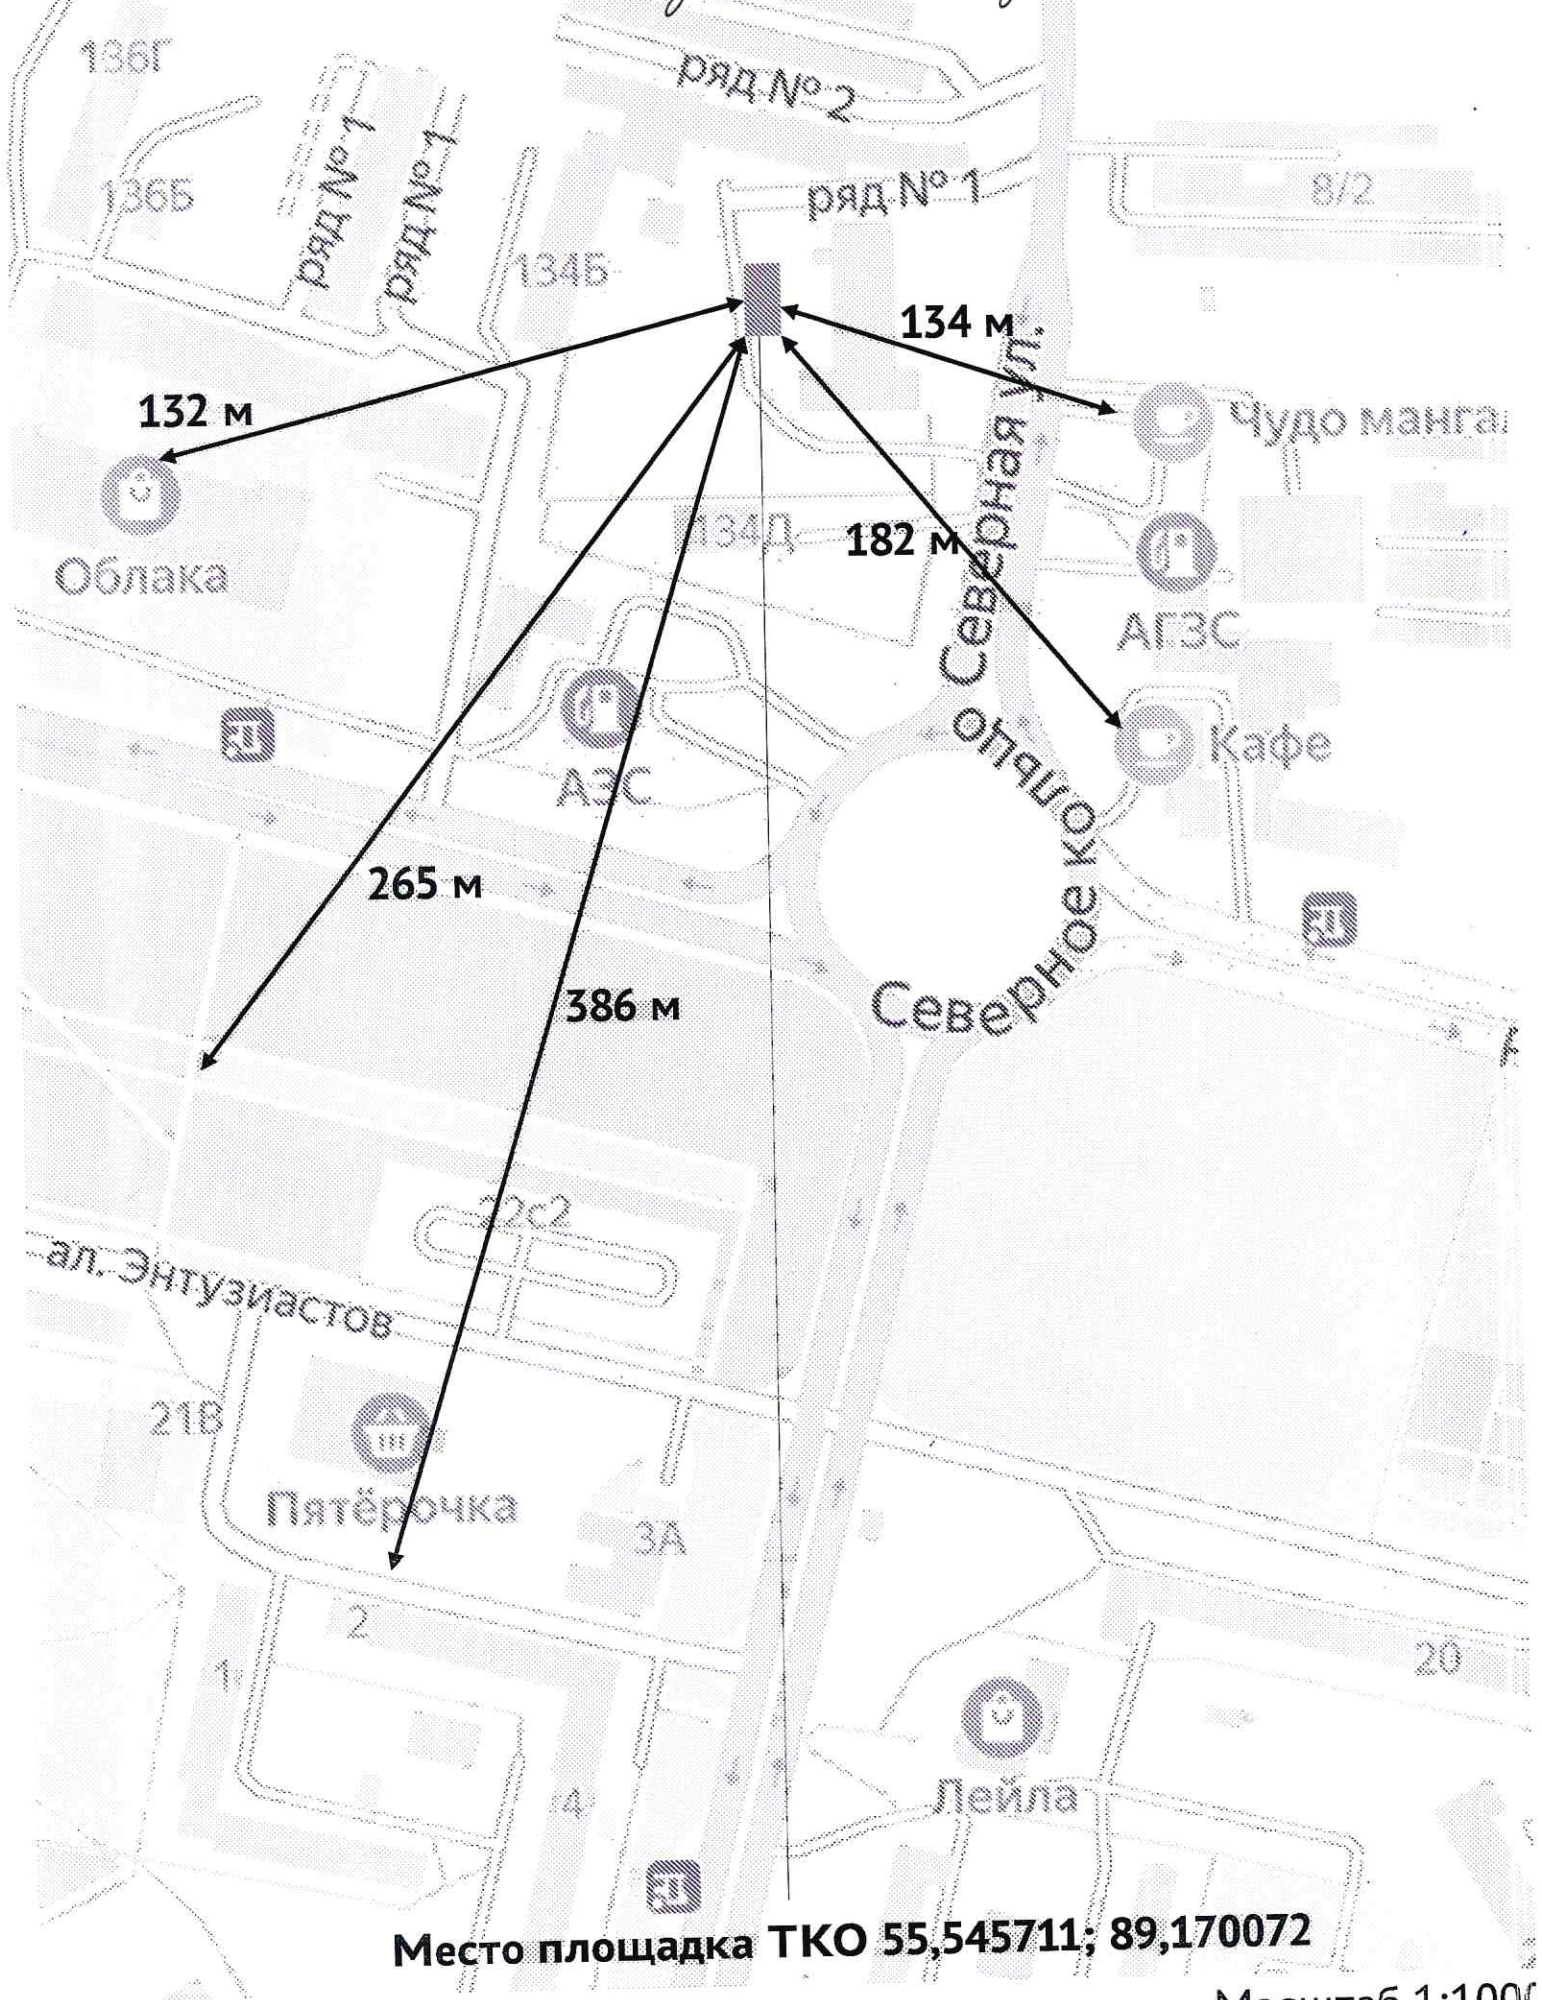 136Г
ряд № 2
ряд № 1
ряд № 1
136Б
ряд № 1
8/2
134Б
134 м
132 м
Чудо манга
Северная ул.
134Д
182 м
Облака
АГЗС
Кафе
АЗС
265 м
Северное кольцо
386 м
22с2
ал. Энтузиастов
21В
Пятёрочка
3А
2
1
20
Лейла
4
Место площадка ТКО 55,545711; 89,170072